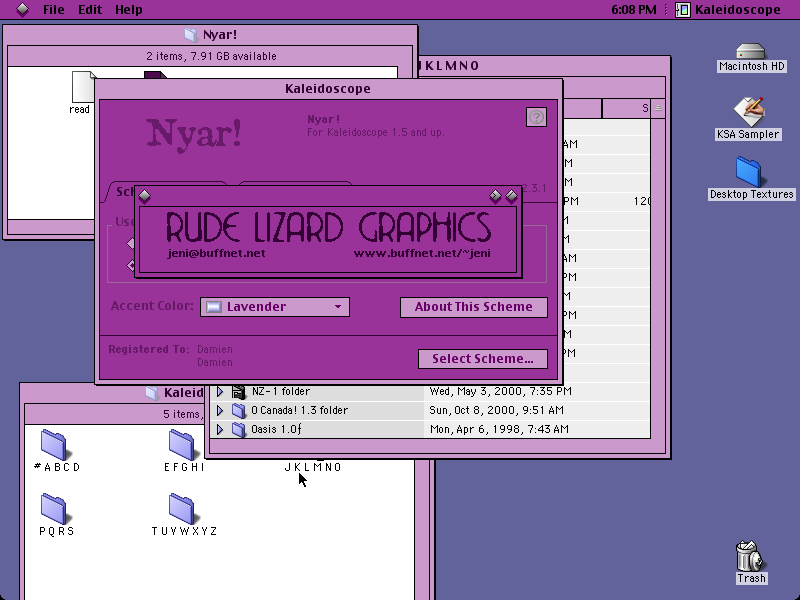 File Edit Help
6:08 PM Kaleidoscope
Nyar!
2 items, 7.91 GB available
read
JKLMNO
S
AM
PM
120
AM
PM
Kaleidoscope
Nyar!
Nyar!
For Kaleidoscope 1.5 and up.
?
2.3.1
RUDE LIZARD GRAPHICS
jeni@buffnet.net www.buffnet.net/~jeni
Accent Color: Lavender
About This Scheme
Registered To: Damien
Damien
Select Scheme...
NZ-1 folder Wed, May 3, 2000, 7:35 PM
O Canada! 1.3 folder Sun, Oct 8, 2000, 9:51 AM
Oasis 1.0ƒ Mon, Apr 6, 1998, 7:43 AM
Kaleid
5 items,
#ABCD
EFGHI
JKLMNO
PQRS
TUVWXYZ
Macintosh HD
KSA Sampler
Desktop Textures
Trash